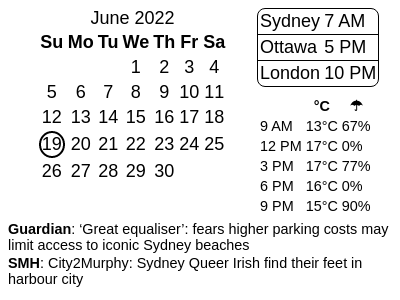 June 2022
Su Mo Tu We Th Fr Sa
1 2 3 4
5 6 7 8 9 10 11
12 13 14 15 16 17 18
19 20 21 22 23 24 25
26 27 28 29 30
Sydney 7 AM
Ottawa 5 PM
London 10 PM
°C ☂
9 AM 13°C 67%
12 PM 17°C 0%
3 PM 17°C 77%
6 PM 16°C 0%
9 PM 15°C 90%
Guardian: ‘Great equaliser’: fears higher parking costs may
limit access to iconic Sydney beaches
SMH: City2Murphy: Sydney Queer Irish find their feet in
harbour city